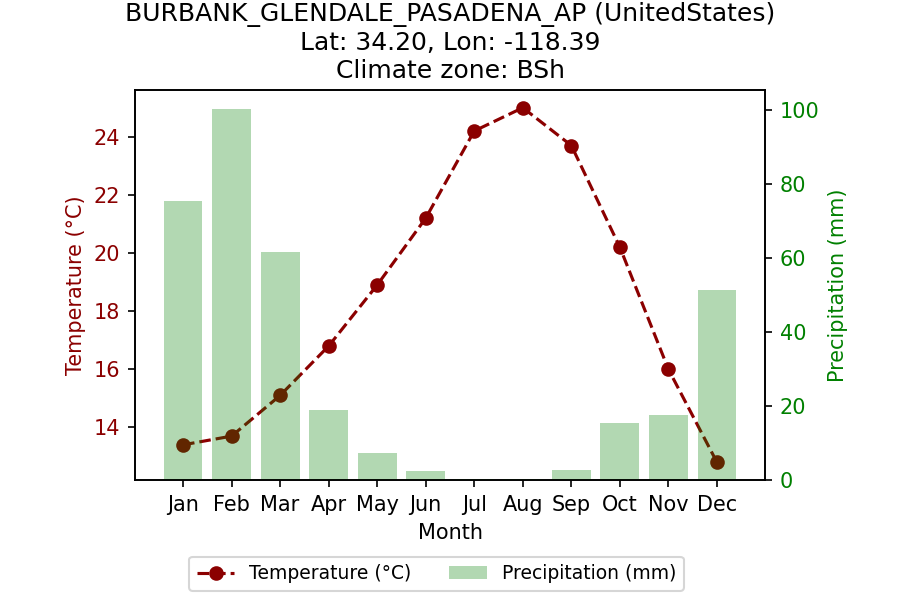 BURBANK_GLENDALE_PASADENA_AP (UnitedStates)
Lat: 34.20, Lon: -118.39
Climate zone: BSh
Temperature (°C)
24
22
20
18
16
14
100
80
60
40
20
0
Precipitation (mm)
Jan Feb Mar Apr May Jun Jul Aug Sep Oct Nov Dec
Month
Temperature (°C) Precipitation (mm)